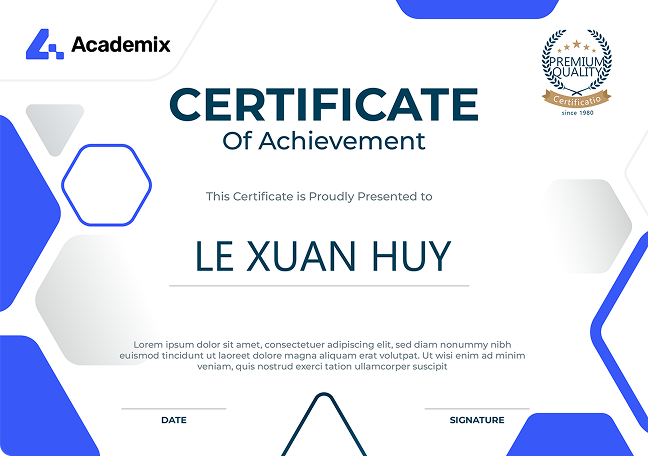 Academix
PREMIUM
QUALITY
Certificatio
since 1980
CERTIFICATE
Of Achievement
This Certificate is Proudly Presented to
LE XUAN HUY
Lorem ipsum dolor sit amet, consectetuer adipiscing elit, sed diam nonummy nibh
euismod tincidunt ut laoreet dolore magna aliquam erat volutpat. Ut wisi enim ad minim
veniam, quis nostrud exerci tation ullamcorper suscipit
DATE
SIGNATURE